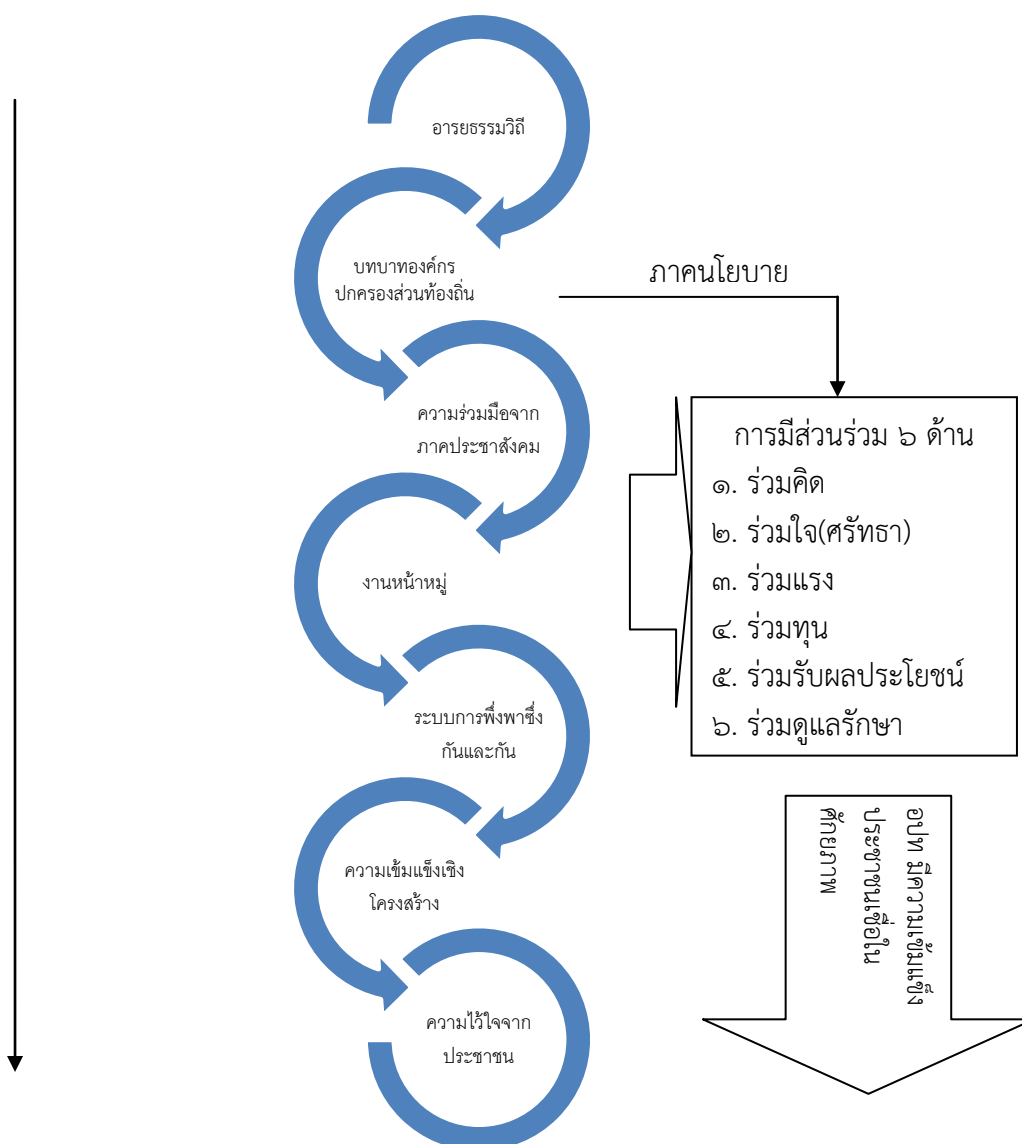 อารยธรรมวิถี
บทบาทองค์กร
ปกครองส่วนท้องถิ่น
ภาคนโยบาย
ความร่วมมือจาก
ภาคประชาสังคม
การมีส่วนร่วม ๖ ด้าน
๑. ร่วมคิด
๒. ร่วมใจ(ศรัทธา)
๓. ร่วมแรง
๔. ร่วมทุน
๕. ร่วมรับผลประโยชน์
๖. ร่วมดูแลรักษา
งานหน้าหมู่
ระบบการพึ่งพาซึ่ง
กันและกัน
ความเข้มแข็งเชิง
โครงสร้าง
ความไว้ใจจาก
ประชาชน
อปท มีความเข้มแข็ง
ประชาชนเชื่อใน
ศักยภาพ